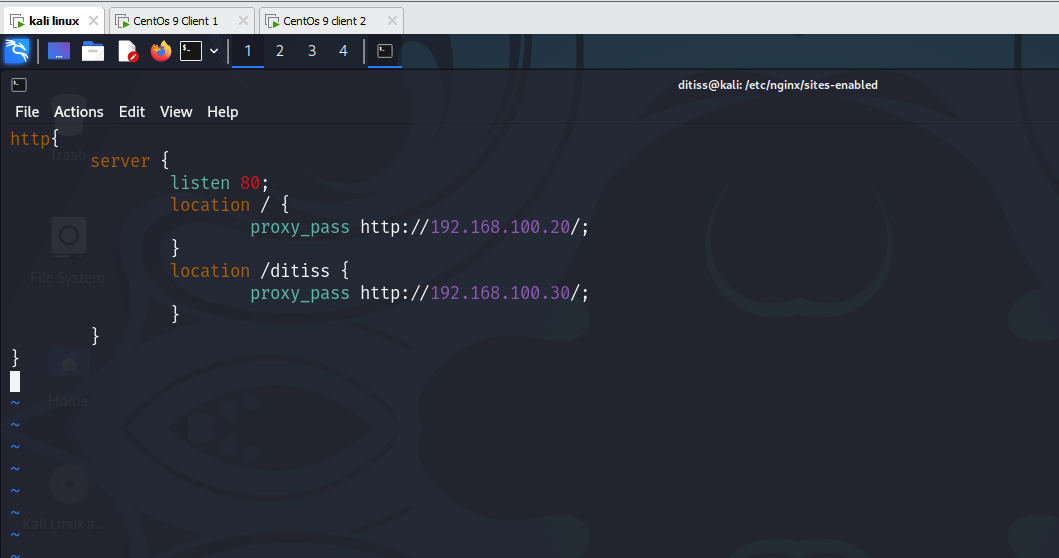 kali linux
CentOs 9 Client 1
CentOs 9 client 2
1 2 3 4
ditiss@kali: /etc/nginx/sites-enabled
File Actions Edit View Help
http{
Trash
server {
listen 80;
location / {
proxy_pass http://192.168.100.20/;
}
location /ditiss {
File System
proxy_pass http://192.168.100.30/;
}
}
}
Home
~
~
~
~
~
Kali Linux a...
~
~
~